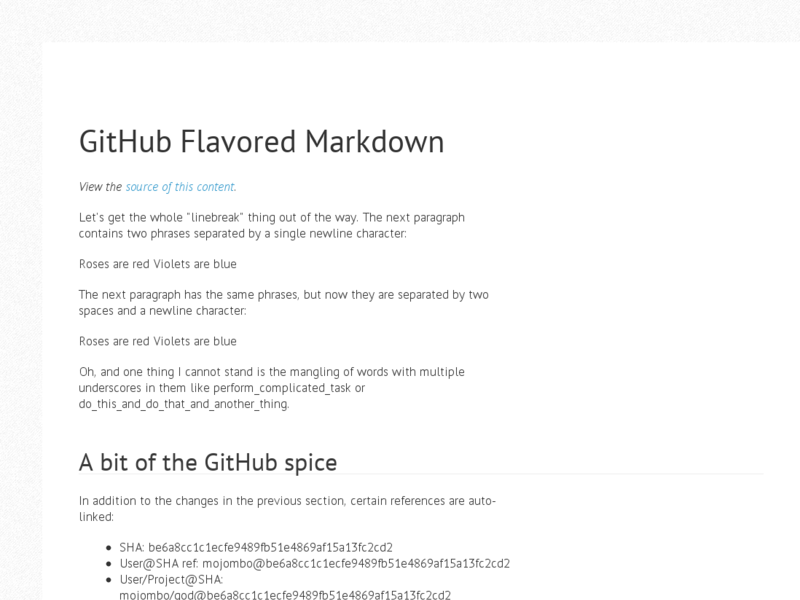 GitHub Flavored Markdown
View the source of this content.
Let's get the whole "linebreak" thing out of the way. The next paragraph
contains two phrases separated by a single newline character:
Roses are red Violets are blue
The next paragraph has the same phrases, but now they are separated by two
spaces and a newline character:
Roses are red Violets are blue
Oh, and one thing I cannot stand is the mangling of words with multiple
underscores in them like perform_complicated_task or
do_this_and_do_that_and_another_thing.
A bit of the GitHub spice
In addition to the changes in the previous section, certain references are auto-
linked:
• SHA: be6a8cc1c1ecfe9489fb51e4869af15a13fc2cd2
• User@SHA ref: mojombo@be6a8cc1c1ecfe9489fb51e4869af15a13fc2cd2
• User/Project@SHA:
mojombo/god@be6a8cc1c1ecfe9489fb51e4869af15a13fc2cd2